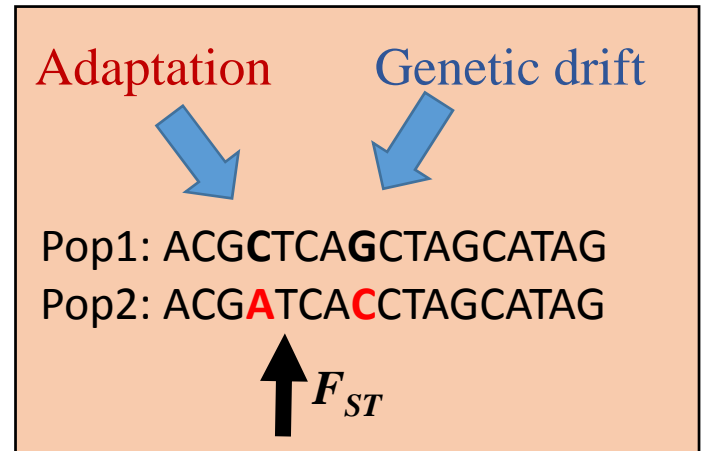 Adaptation Genetic drift
Pop1: ACGCTCAGCTAGCATAG
Pop2: ACGATCACCTAGCATAG
FST